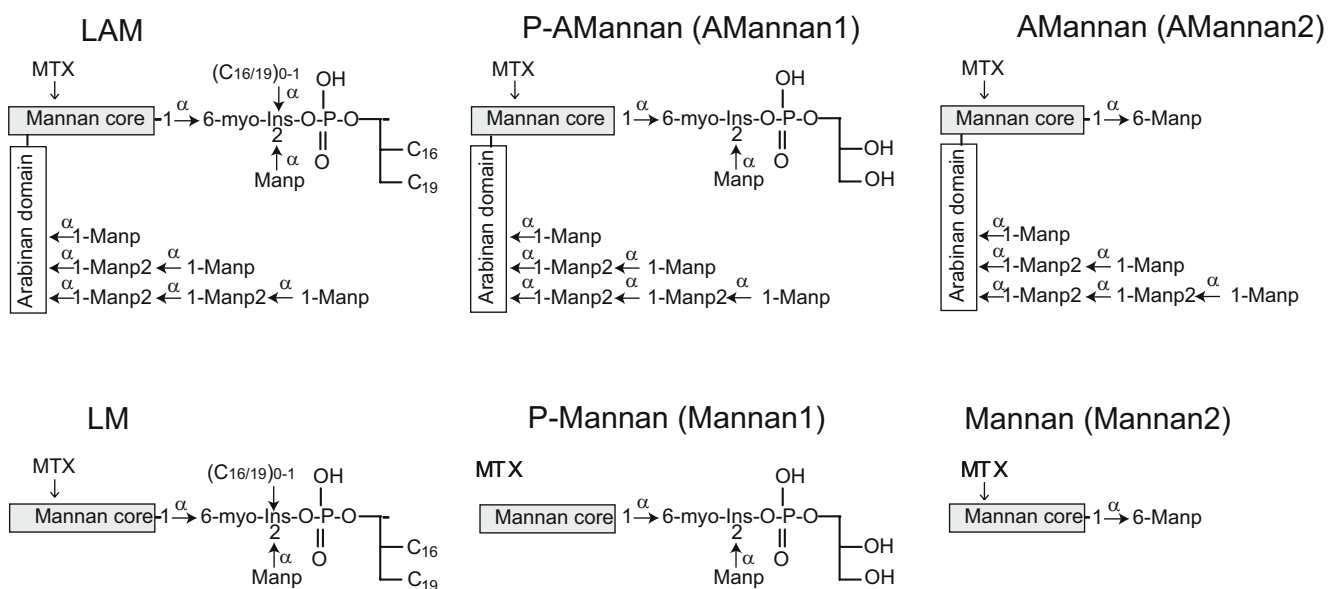 LAM
MTX
(C16/19)0-1
α
OH
Mannan core
1
α
6-myo-Ins-O-P-O
2
O
α
Manp
C16
C19
Arabinan domain
α
1-Manp
α
1-Manp2
α
1-Manp
α
1-Manp2
α
1-Manp2
α
1-Manp
P-AMannan (AMannan1)
MTX
OH
Mannan core
1
α
6-myo-Ins-O-P-O
2
O
α
Manp
OH
OH
Arabinan domain
α
1-Manp
α
1-Manp2
α
1-Manp
α
1-Manp2
α
1-Manp2
α
1-Manp
AMannan (AMannan2)
MTX
Mannan core
1
α
6-Manp
Arabinan domain
α
1-Manp
α
1-Manp2
α
1-Manp
α
1-Manp2
α
1-Manp2
α
1-Manp
LM
MTX
(C16/19)0-1
OH
Mannan core
1
α
6-myo-Ins-O-P-O
2
O
α
Manp
C16
C19
P-Mannan (Mannan1)
MTX
OH
Mannan core
1
α
6-myo-Ins-O-P-O
2
O
α
Manp
OH
OH
Mannan (Mannan2)
MTX
Mannan core
1
α
6-Manp